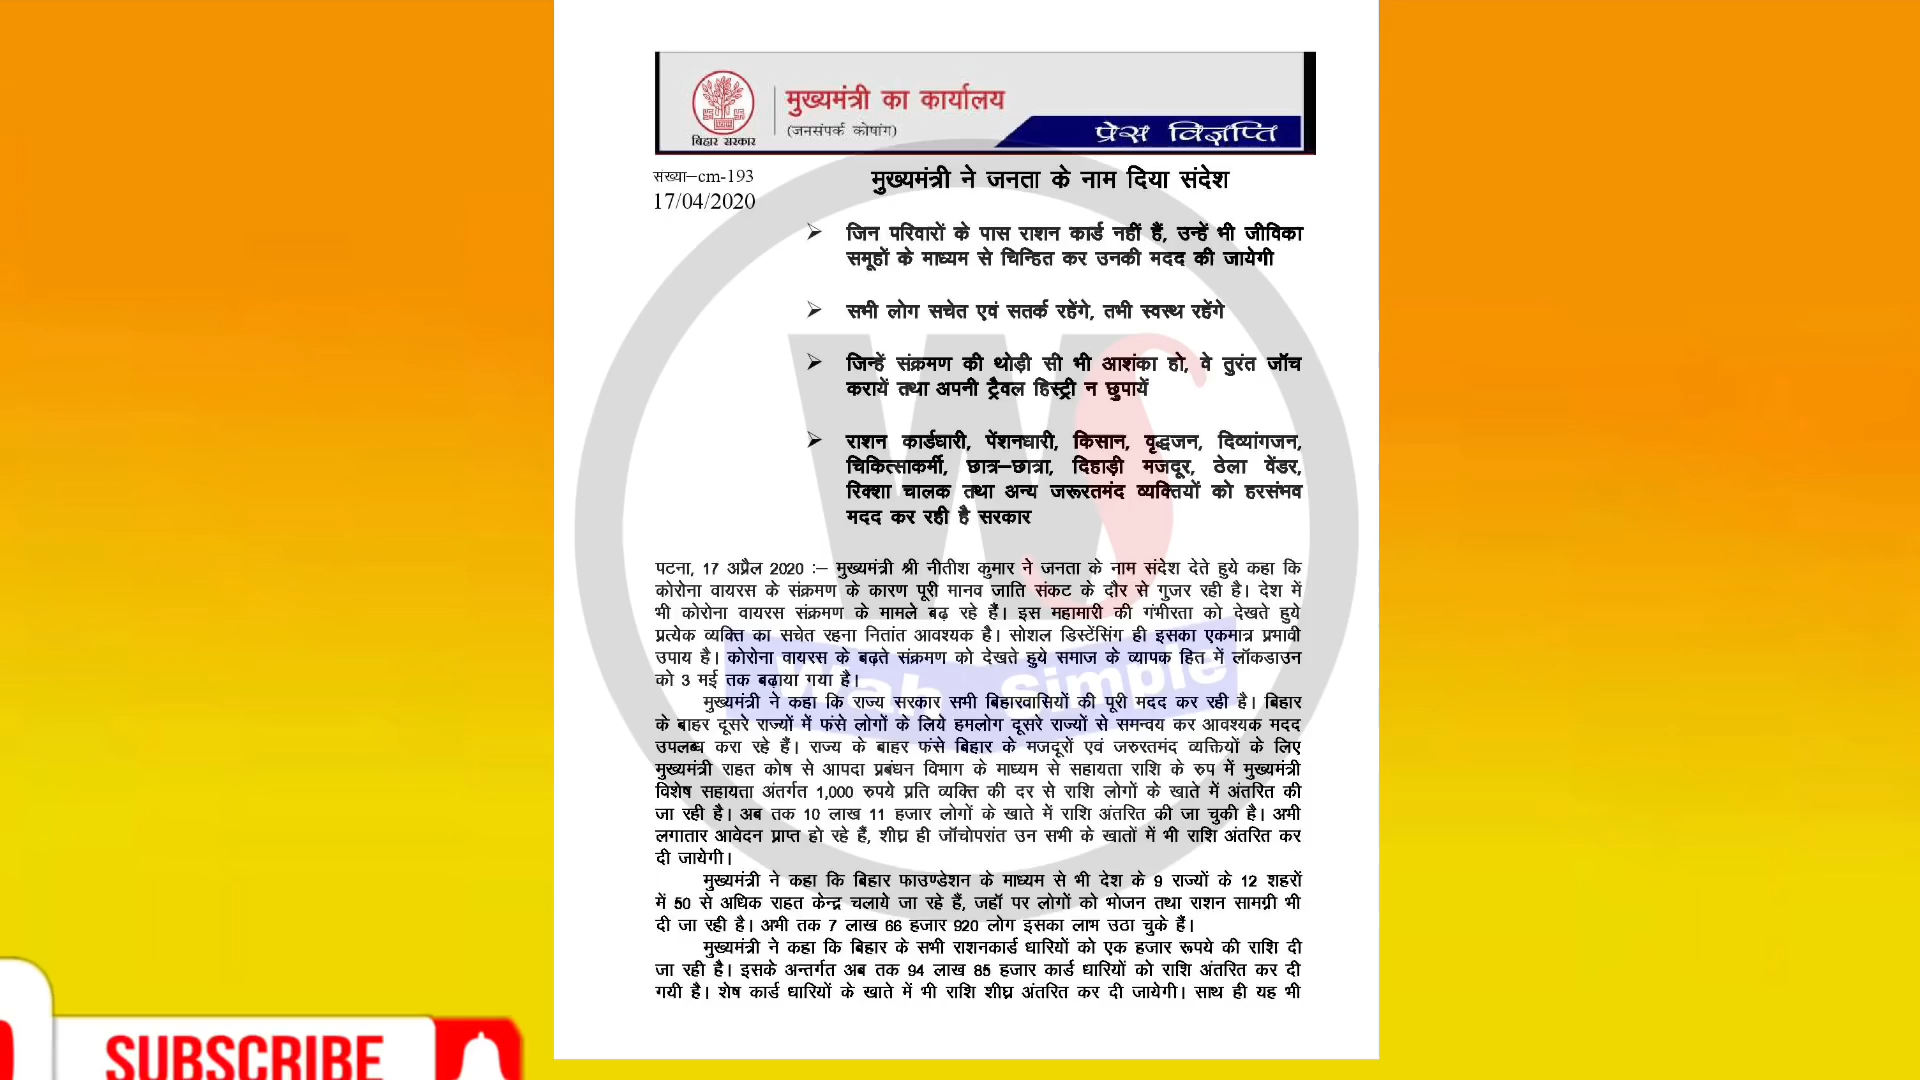 मुख्यमंत्री का कार्यालय
(जनसंपर्क कोषांग)
बिहार सरकार
प्रेस विज्ञप्ति
संख्या–cm-193
17/04/2020
मुख्यमंत्री ने जनता के नाम दिया संदेश
जिन परिवारों के पास राशन कार्ड नहीं हैं, उन्हें भी जीविका
समूहों के माध्यम से चिन्हित कर उनकी मदद की जायेगी
सभी लोग सचेत एवं सतर्क रहेंगे, तभी स्वस्थ रहेंगे
जिन्हें संक्रमण की थोड़ी सी भी आशंका हो, वे तुरंत जॉच
करायें तथा अपनी ट्रैवल हिस्ट्री न छुपायें
राशन कार्डधारी, पेंशनधारी, किसान, वृद्धजन, दिव्यांगजन,
चिकित्साकर्मी, छात्र–छात्रा, दिहाड़ी मजदूर, ठेला वेंडर,
रिक्शा चालक तथा अन्य जरूरतमंद व्यक्तियों को हरसंभव
मदद कर रही है सरकार
पटना, 17 अप्रैल 2020 :– मुख्यमंत्री श्री नीतीश कुमार ने जनता के नाम संदेश देते हुये कहा कि
कोरोना वायरस के संक्रमण के कारण पूरी मानव जाति संकट के दौर से गुजर रही है। देश में
भी कोरोना वायरस संक्रमण के मामले बढ़ रहे हैं। इस महामारी की गंभीरता को देखते हुये
प्रत्येक व्यक्ति का सचेत रहना नितांत आवश्यक है। सोशल डिस्टेंसिंग ही इसका एकमात्र प्रभावी
उपाय है। कोरोना वायरस के बढ़ते संक्रमण को देखते हुये समाज के व्यापक हित में लॉकडाउन
को 3 मई तक बढ़ाया गया है।
मुख्यमंत्री ने कहा कि राज्य सरकार सभी बिहारवासियों की पूरी मदद कर रही है। बिहार
के बाहर दूसरे राज्यों में फंसे लोगों के लिये हमलोग दूसरे राज्यों से समन्वय कर आवश्यक मदद
उपलब्ध करा रहे हैं। राज्य के बाहर फंसे बिहार के मजदूरों एवं जरुरतमंद व्यक्तियों के लिए
मुख्यमंत्री राहत कोष से आपदा प्रबंधन विभाग के माध्यम से सहायता राशि के रुप में मुख्यमंत्री
विशेष सहायता अंतर्गत 1,000 रुपये प्रति व्यक्ति की दर से राशि लोगों के खाते में अंतरित की
जा रही है। अब तक 10 लाख 11 हजार लोगों के खाते में राशि अंतरित की जा चुकी है। अभी
लगातार आवेदन प्राप्त हो रहे हैं, शीघ्र ही जॉचोपरांत उन सभी के खातों में भी राशि अंतरित कर
दी जायेगी।
मुख्यमंत्री ने कहा कि बिहार फाउण्डेशन के माध्यम से भी देश के 9 राज्यों के 12 शहरों
में 50 से अधिक राहत केन्द्र चलाये जा रहे हैं, जहॉ पर लोगों को भोजन तथा राशन सामग्री भी
दी जा रही है। अभी तक 7 लाख 66 हजार 920 लोग इसका लाभ उठा चुके हैं।
मुख्यमंत्री ने कहा कि बिहार के सभी राशनकार्ड धारियों को एक हजार रूपये की राशि दी
जा रही है। इसके अन्तर्गत अब तक 94 लाख 85 हजार कार्ड धारियों को राशि अंतरित कर दी
गयी है। शेष कार्ड धारियों के खाते में भी राशि शीघ्र अंतरित कर दी जायेगी। साथ ही यह भी
WS
Wah Simple
SUBSCRIBE